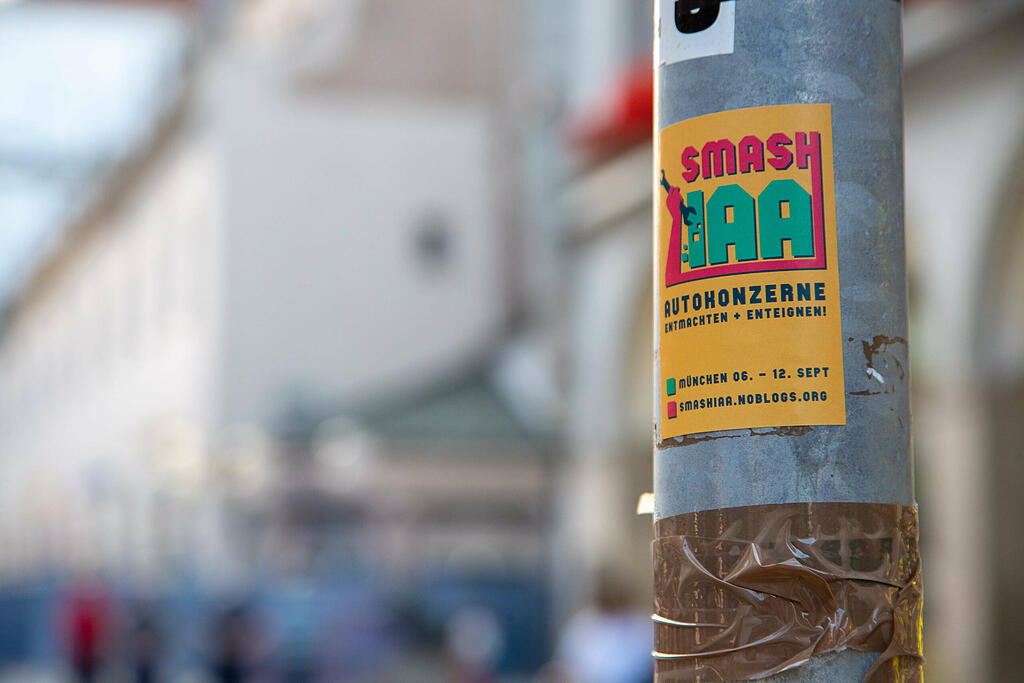 B
SMASH
IAA
AUTOKONZERNE
ENTMACHTEN + ENTEIGNEN!
MÜNCHEN 06. – 12. SEPT
SMASHIAA.NOBLOGS.ORG